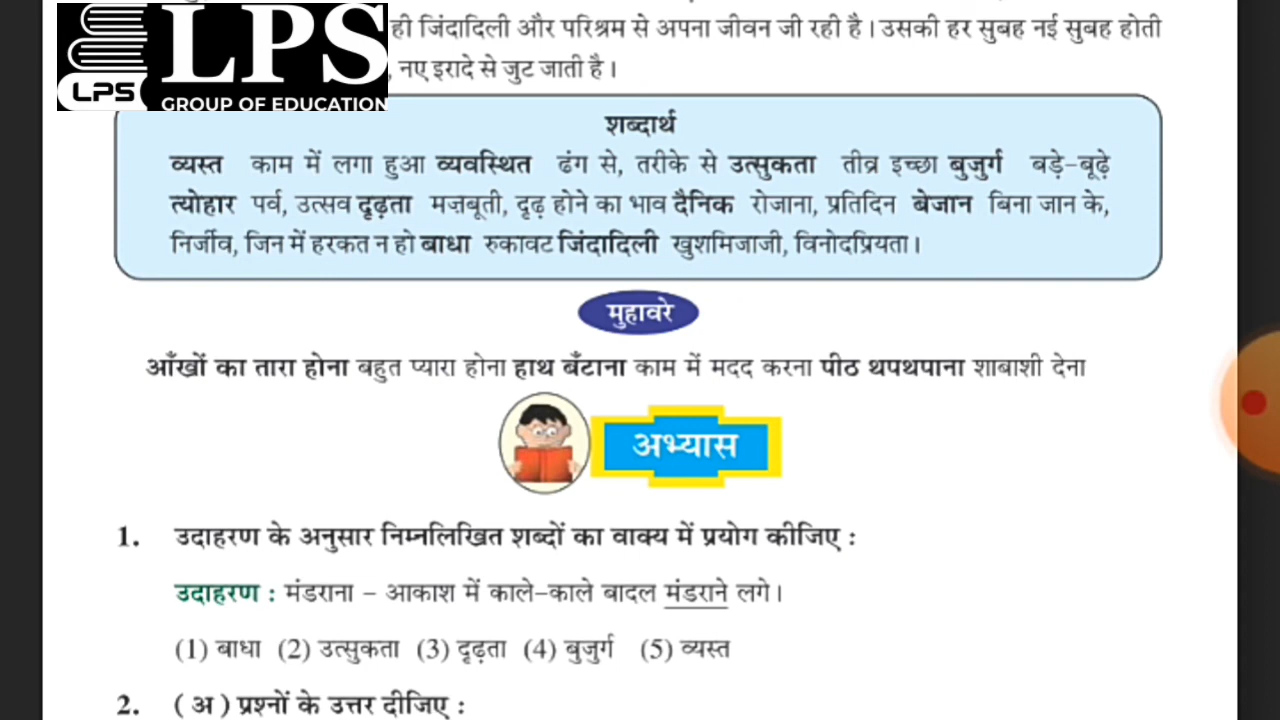 ही जिंदादिली और परिश्रम से अपना जीवन जी रही है। उसकी हर सुबह नई सुबह होती
LPS
LPS
GROUP OF EDUCATION
, नए इरादे से जुट जाती है।
शब्दार्थ
व्यस्त काम में लगा हुआ व्यवस्थित ढंग से, तरीके से उत्सुकता तीव्र इच्छा बुजुर्ग बड़े-बूढ़े
त्योहार पर्व, उत्सव दृढ़ता मज़बूती, दृढ़ होने का भाव दैनिक रोजाना, प्रतिदिन बेजान बिना जान के,
निर्जीव, जिन में हरकत न हो बाधा रुकावट जिंदादिली खुशमिजाजी, विनोदप्रियता।
मुहावरे
आँखों का तारा होना बहुत प्यारा होना हाथ बँटाना काम में मदद करना पीठ थपथपाना शाबाशी देना
अभ्यास
1. उदाहरण के अनुसार निम्नलिखित शब्दों का वाक्य में प्रयोग कीजिए :
उदाहरण : मंडराना - आकाश में काले-काले बादल मंडराने लगे।
(1) बाधा (2) उत्सुकता (3) दृढ़ता (4) बुजुर्ग (5) व्यस्त
2. (अ) प्रश्नों के उत्तर दीजिए :